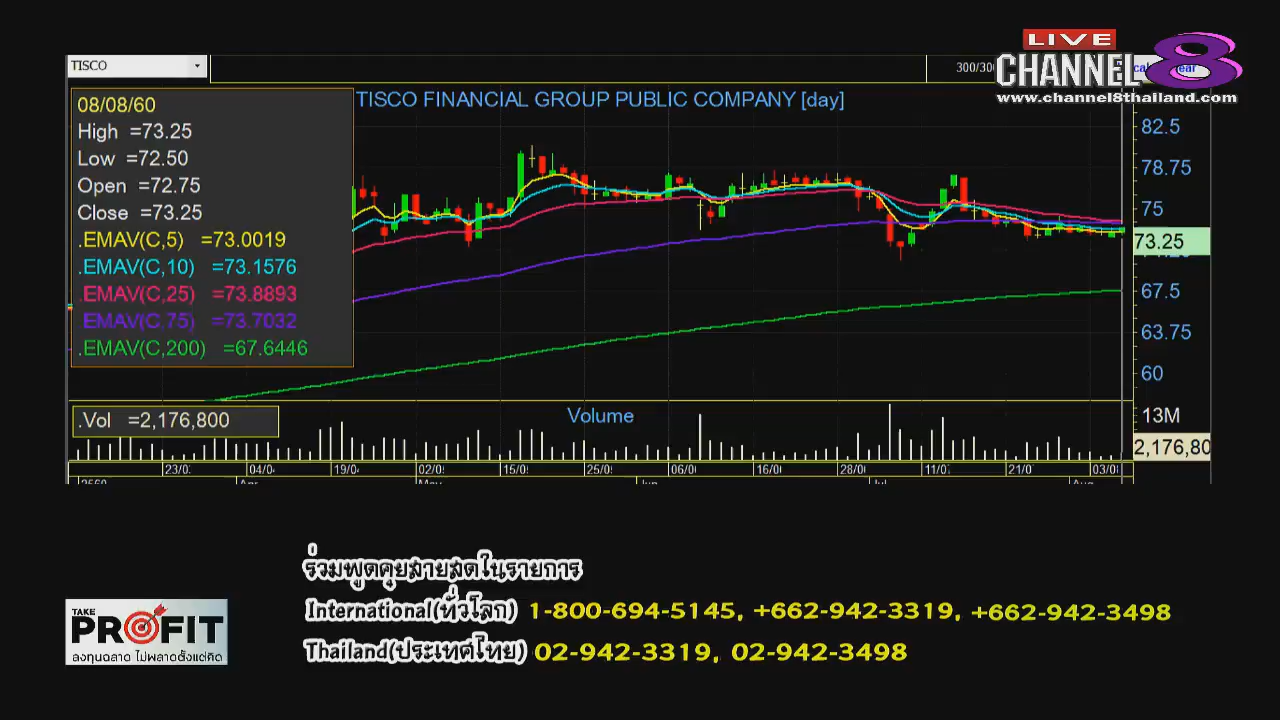 LIVE
CHANNEL 8
www.channel8thailand.com
TISCO
300/30
08/08/60
High =73.25
Low =72.50
Open =72.75
Close =73.25
.EMAV(C,5) =73.0019
.EMAV(C,10) =73.1576
.EMAV(C,25) =73.8893
.EMAV(C,75) =73.7032
.EMAV(C,200) =67.6446
TISCO FINANCIAL GROUP PUBLIC COMPANY [day]
82.5
78.75
75
73.25
67.5
63.75
60
.Vol =2,176,800
Volume
13M
2,176,80
23/0 04/0 19/0 02/0 15/0 25/0 06/0 16/0 28/0 11/0 21/0 03/0
2560 Apr May Jun Jul Aug
ร่วมพูดคุยสายสดในรายการ
International(ทั่วโลก) 1-800-694-5145, +662-942-3319, +662-942-3498
Thailand(ประเทศไทย) 02-942-3319, 02-942-3498
TAKE
PROFIT
ลงทุนฉลาด ไม่พลาดตั้งแต่คิด